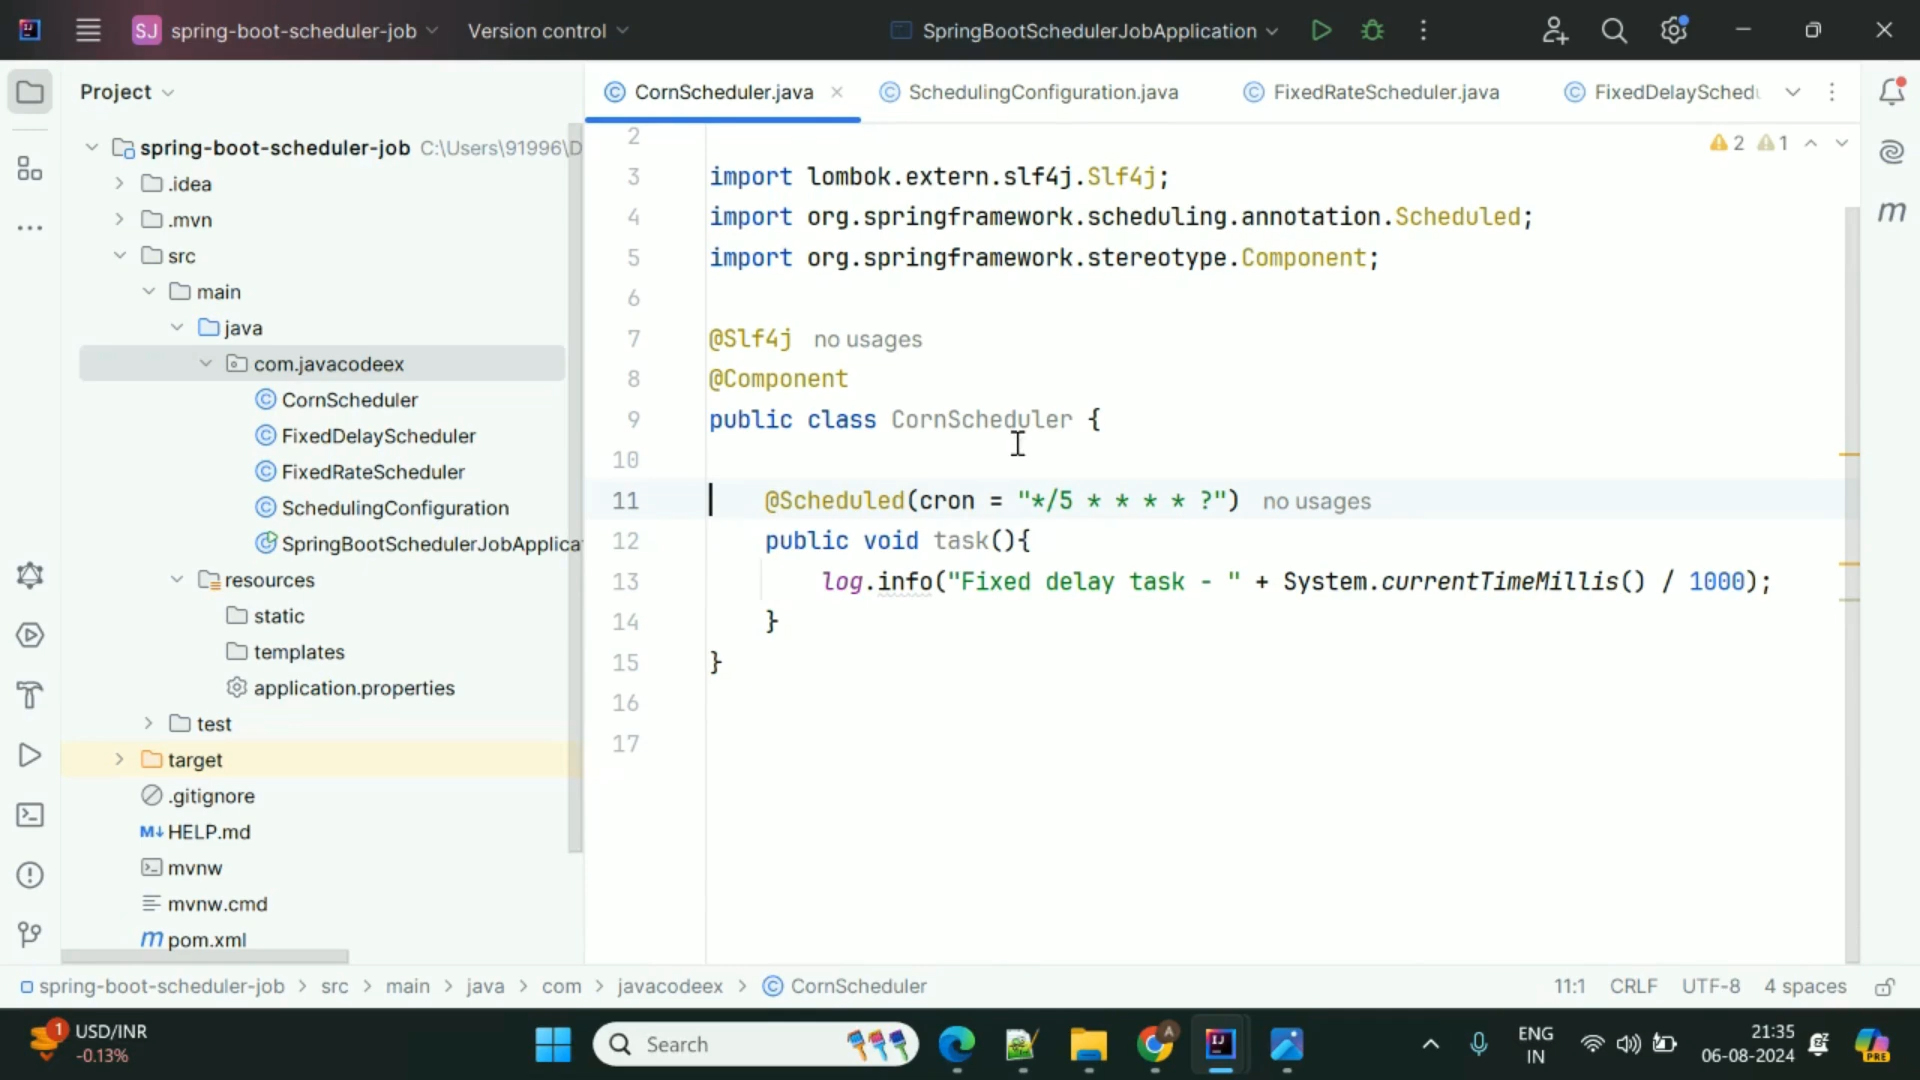 SJ spring-boot-scheduler-job Version control SpringBootSchedulerJobApplication
Project
CornScheduler.java SchedulingConfiguration.java FixedRateScheduler.java FixedDelaySchedu
spring-boot-scheduler-job C:\Users\91996\D
.idea
.mvn
src
main
java
com.javacodeex
CornScheduler
FixedDelayScheduler
FixedRateScheduler
SchedulingConfiguration
SpringBootSchedulerJobApplica
resources
static
templates
application.properties
test
target
.gitignore
M↓ HELP.md
mvnw
mvnw.cmd
m pom.xml
2
3 import lombok.extern.slf4j.Slf4j;
4 import org.springframework.scheduling.annotation.Scheduled;
5 import org.springframework.stereotype.Component;
6
7 @Slf4j no usages
8 @Component
9 public class CornScheduler {
10
11 @Scheduled(cron = "*/5 * * * * ?") no usages
12 public void task(){
13 log.info("Fixed delay task - " + System.currentTimeMillis() / 1000);
14 }
15 }
16
17
2 1
m
spring-boot-scheduler-job > src > main > java > com > javacodeex > CornScheduler 11:1 CRLF UTF-8 4 spaces
1 USD/INR
-0.13%
Search
A
ENG
IN
21:35
06-08-2024
PRE